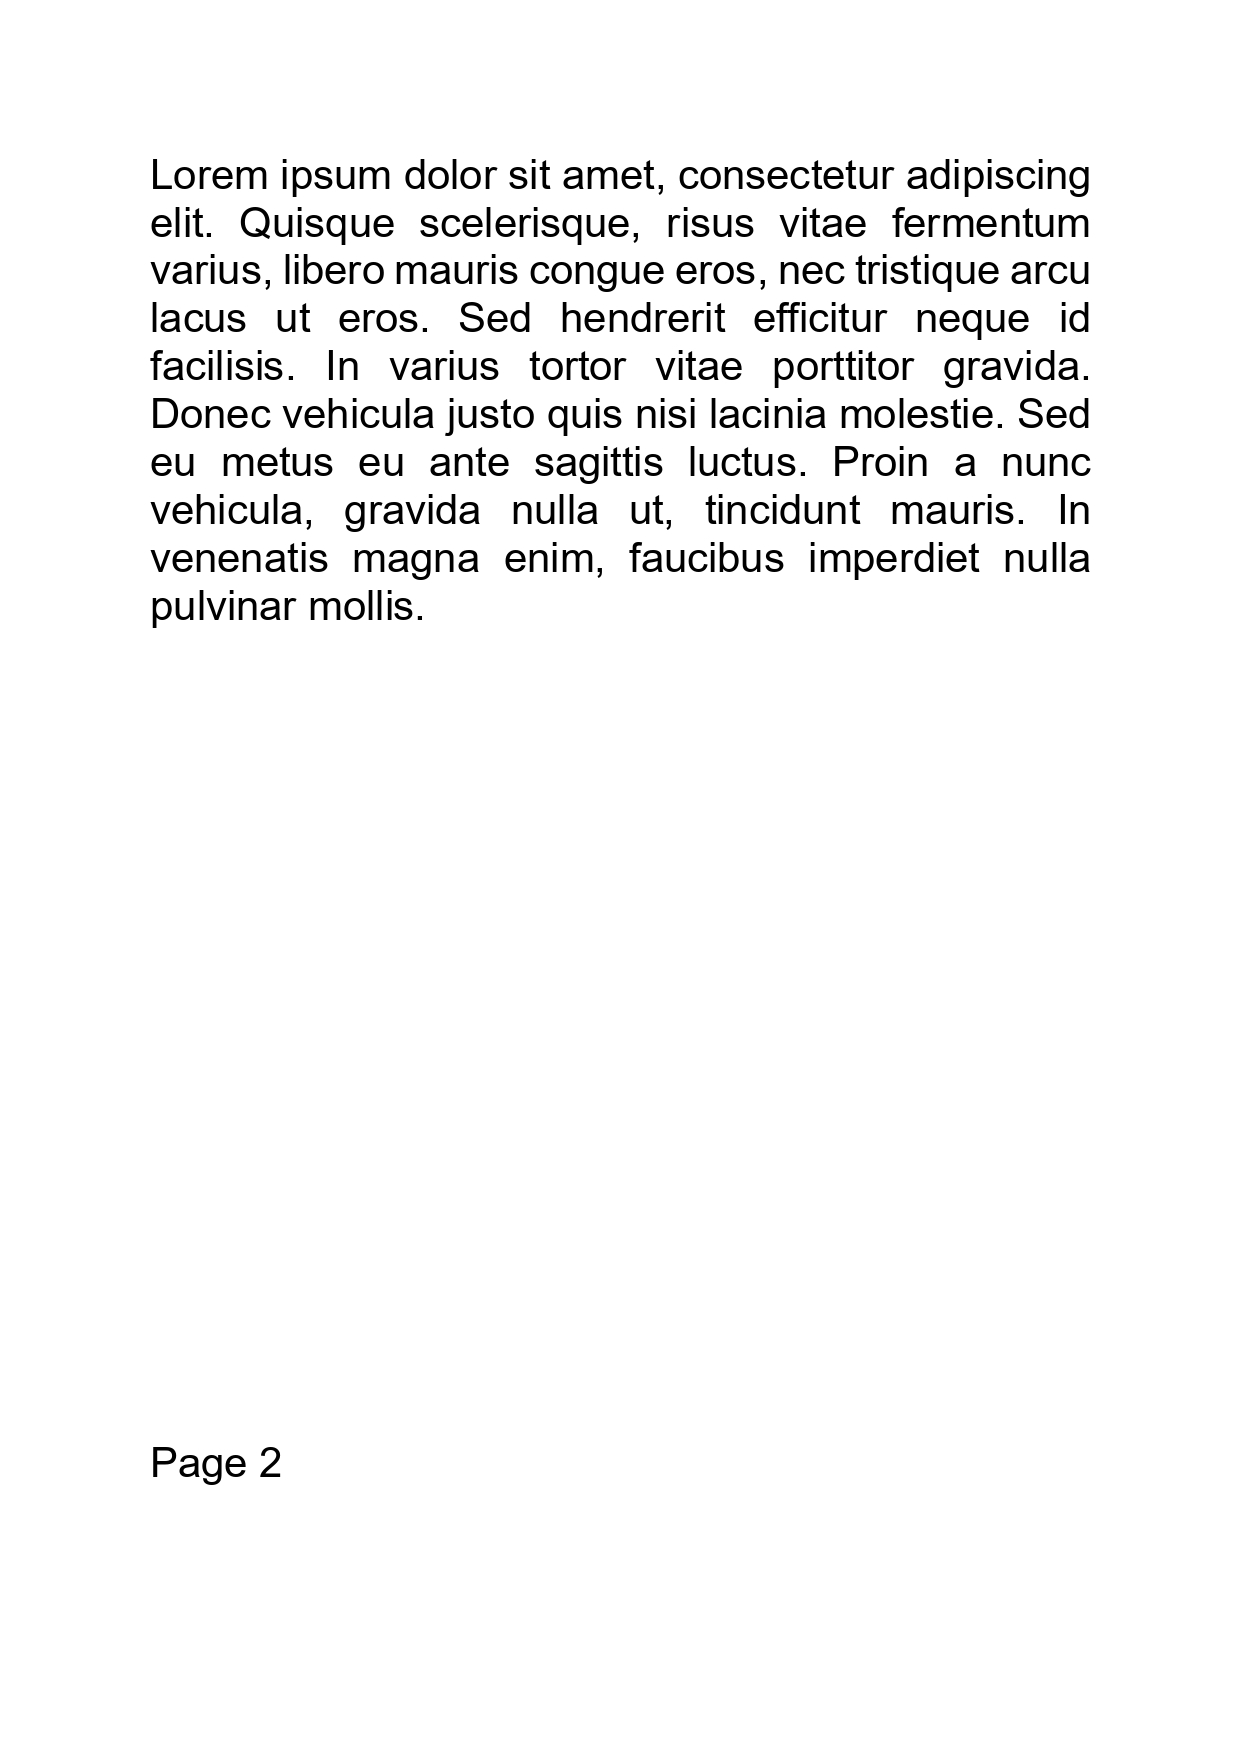 Lorem ipsum dolor sit amet, consectetur adipiscing
elit. Quisque scelerisque, risus vitae fermentum
varius, libero mauris congue eros, nec tristique arcu
lacus ut eros. Sed hendrerit efficitur neque id
facilisis. In varius tortor vitae porttitor gravida.
Donec vehicula justo quis nisi lacinia molestie. Sed
eu metus eu ante sagittis luctus. Proin a nunc
vehicula, gravida nulla ut, tincidunt mauris. In
venenatis magna enim, faucibus imperdiet nulla
pulvinar mollis.
Page 2